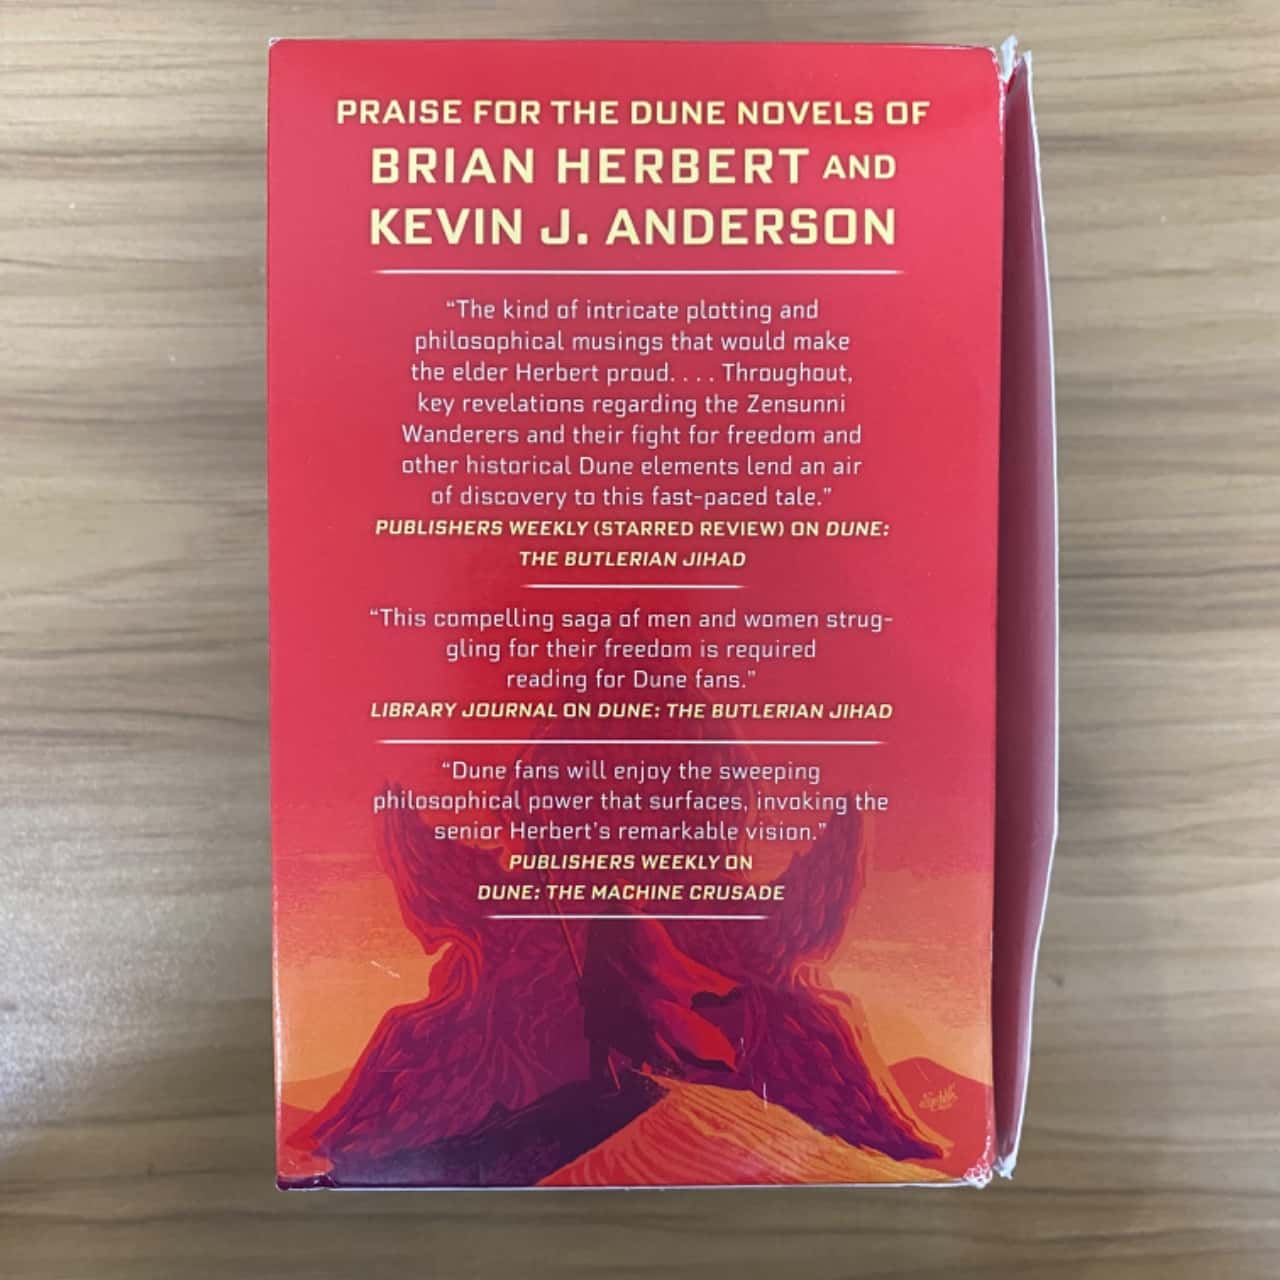 PRAISE FOR THE DUNE NOVELS OF
BRIAN HERBERT AND
KEVIN J. ANDERSON
“The kind of intricate plotting and
philosophical musings that would make
the elder Herbert proud. . . . Throughout,
key revelations regarding the Zensunni
Wanderers and their fight for freedom and
other historical Dune elements lend an air
of discovery to this fast-paced tale.”
PUBLISHERS WEEKLY (STARRED REVIEW) ON DUNE:
THE BUTLERIAN JIHAD
“This compelling saga of men and women strug-
gling for their freedom is required
reading for Dune fans.”
LIBRARY JOURNAL ON DUNE: THE BUTLERIAN JIHAD
“Dune fans will enjoy the sweeping
philosophical power that surfaces, invoking the
senior Herbert’s remarkable vision.”
PUBLISHERS WEEKLY ON
DUNE: THE MACHINE CRUSADE